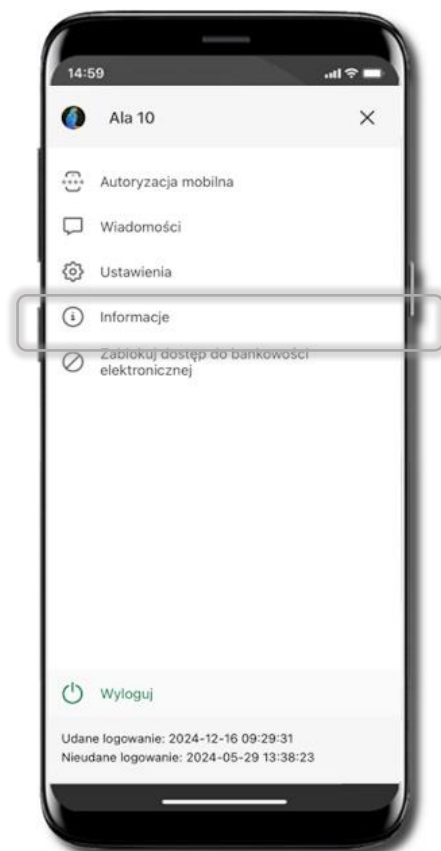 14:59
Ala 10
Autoryzacja mobilna
Wiadomości
Ustawienia
Informacje
Zablokuj dostęp do bankowości
elektronicznej
Wyloguj
Udane logowanie: 2024-12-16 09:29:31
Nieudane logowanie: 2024-05-29 13:38:23